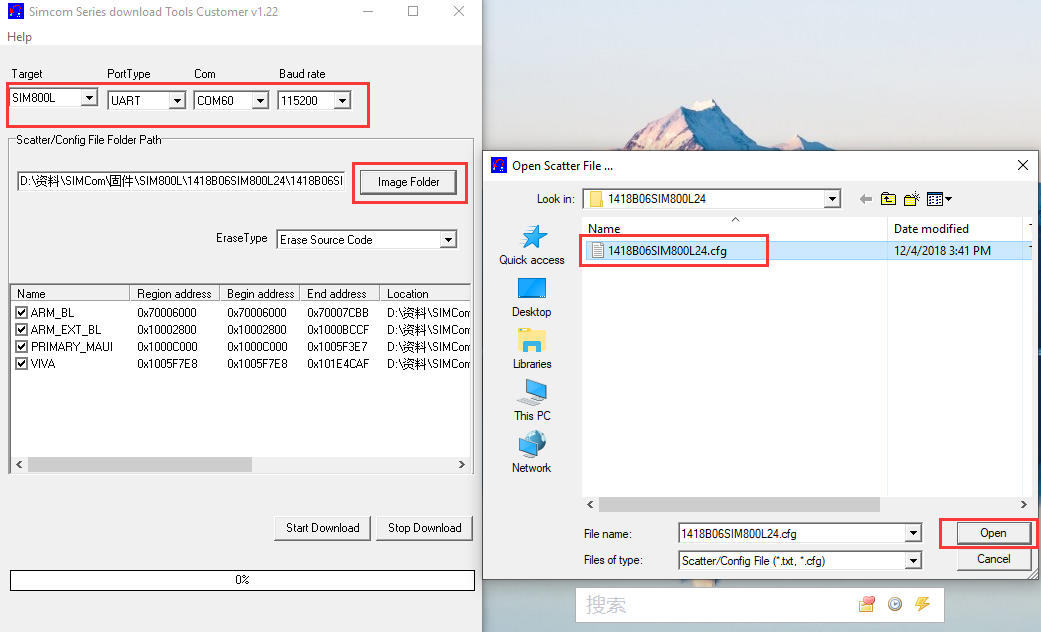 Simcom Series download Tools Customer v1.22
Help
Target PortType Com Baud rate
SIM800L UART COM60 115200
Scatter/Config File Folder Path
D:\资料\SIMCom\固件\SIM800L\1418B06SIM800L24\1418B06SI
Image Folder
EraseType Erase Source Code
Name Region address Begin address End address Location
ARM_BL 0x70006000 0x70006000 0x70007CBB D:\资料\SIMCom
ARM_EXT_BL 0x10002800 0x10002800 0x1000BCCF D:\资料\SIMCom
PRIMARY_MAUI 0x1000C000 0x1000C000 0x1005F3E7 D:\资料\SIMCom
VIVA 0x1005F7E8 0x1005F7E8 0x101E4CAF D:\资料\SIMCom
Start Download Stop Download
0%
Open Scatter File ...
Look in: 1418B06SIM800L24
Name Date modified
1418B06SIM800L24.cfg 12/4/2018 3:41 PM
Quick access
Desktop
Libraries
This PC
Network
File name: 1418B06SIM800L24.cfg Open
Files of type: Scatter/Config File (*.txt, *.cfg) Cancel
搜索